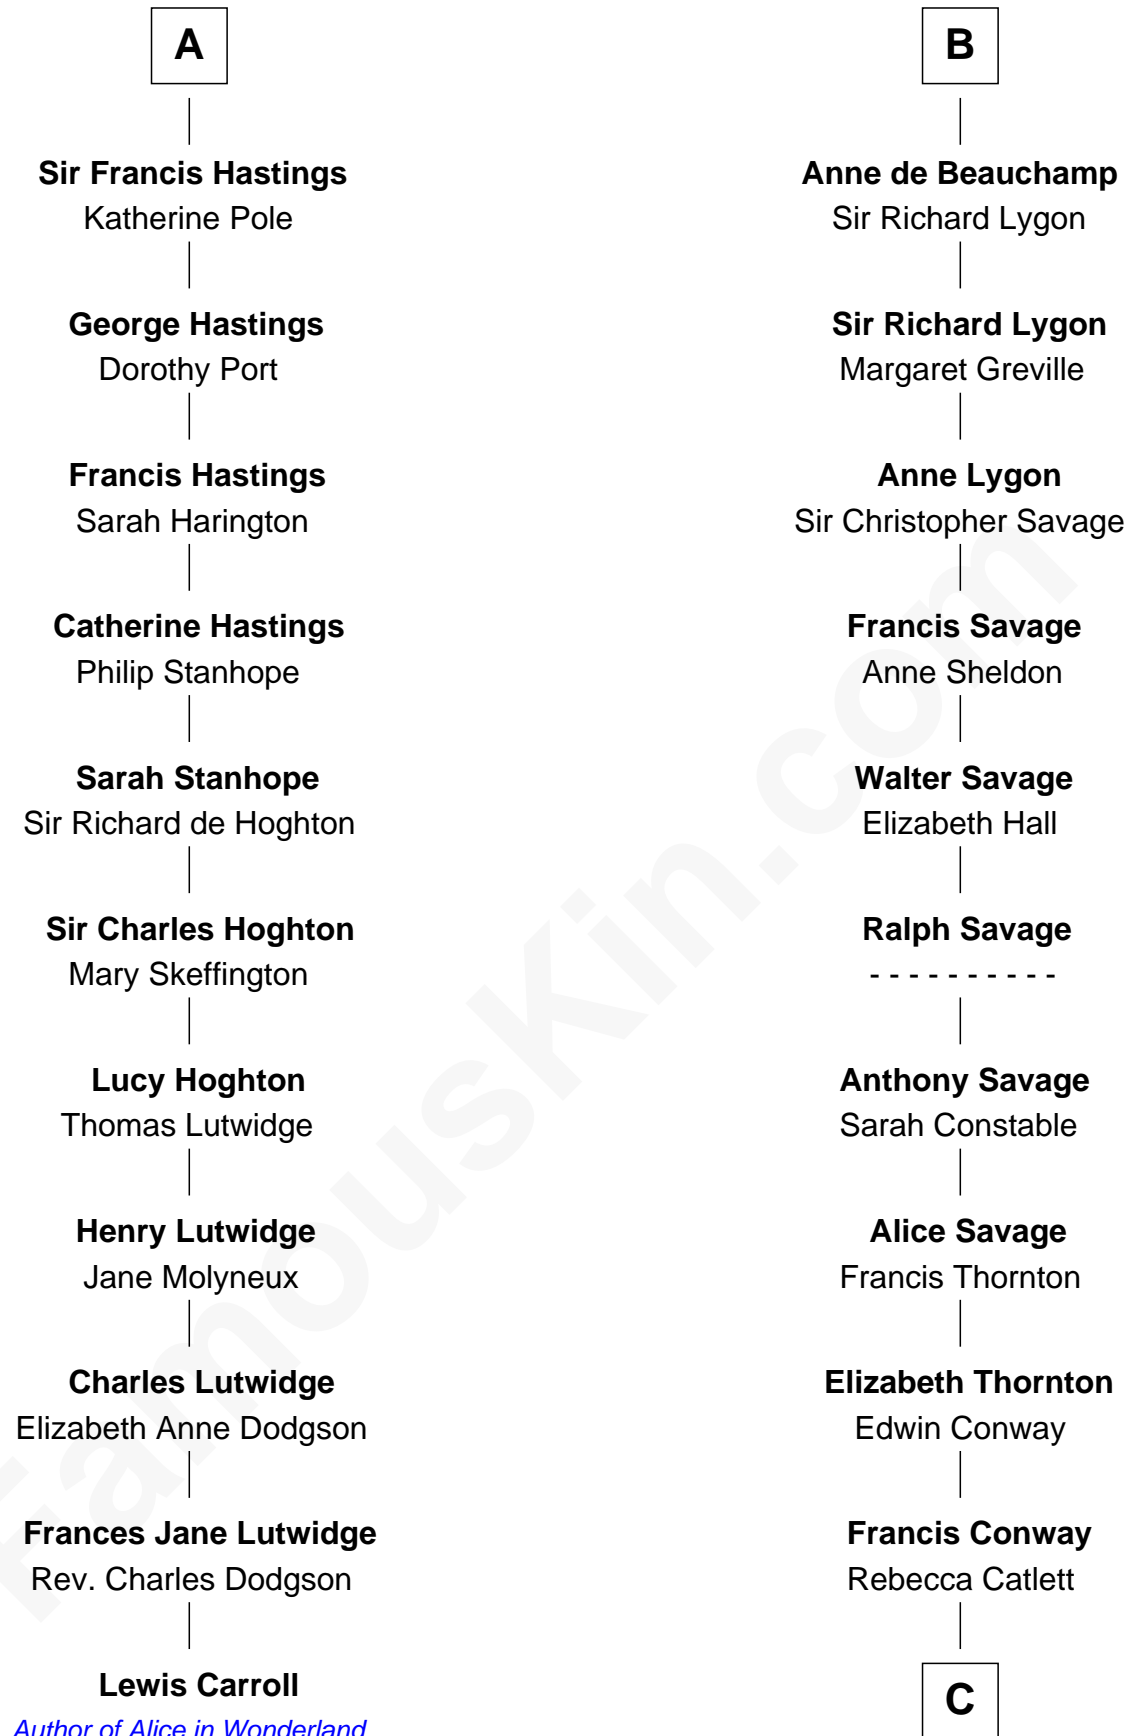 A
Sir Francis Hastings
Katherine Pole
George Hastings
Dorothy Port
Francis Hastings
Sarah Harington
Catherine Hastings
Philip Stanhope
Sarah Stanhope
Sir Richard de Hoghton
Sir Charles Hoghton
Mary Skeffington
Lucy Hoghton
Thomas Lutwidge
Henry Lutwidge
Jane Molyneux
Charles Lutwidge
Elizabeth Anne Dodgson
Frances Jane Lutwidge
Rev. Charles Dodgson
Lewis Carroll
Author of Alice in Wonderland
B
Anne de Beauchamp
Sir Richard Lygon
Sir Richard Lygon
Margaret Greville
Anne Lygon
Sir Christopher Savage
Francis Savage
Anne Sheldon
Walter Savage
Elizabeth Hall
Ralph Savage
- - - - - - - - - -
Anthony Savage
Sarah Constable
Alice Savage
Francis Thornton
Elizabeth Thornton
Edwin Conway
Francis Conway
Rebecca Catlett
C
FamousKin.com